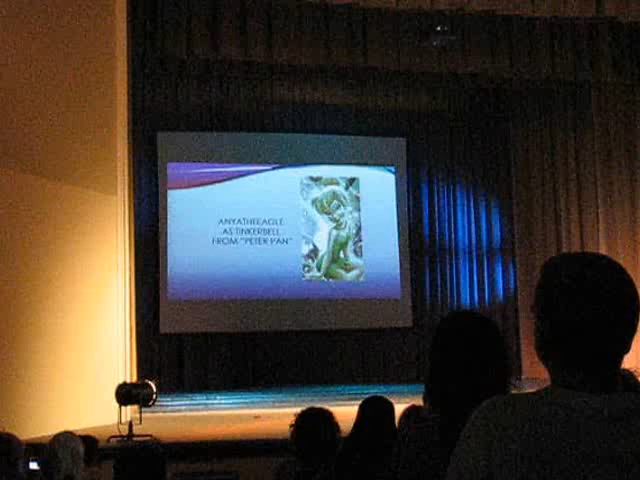 ANYATHEEAGLE
AS TINKERBELL
FROM "PETER PAN"